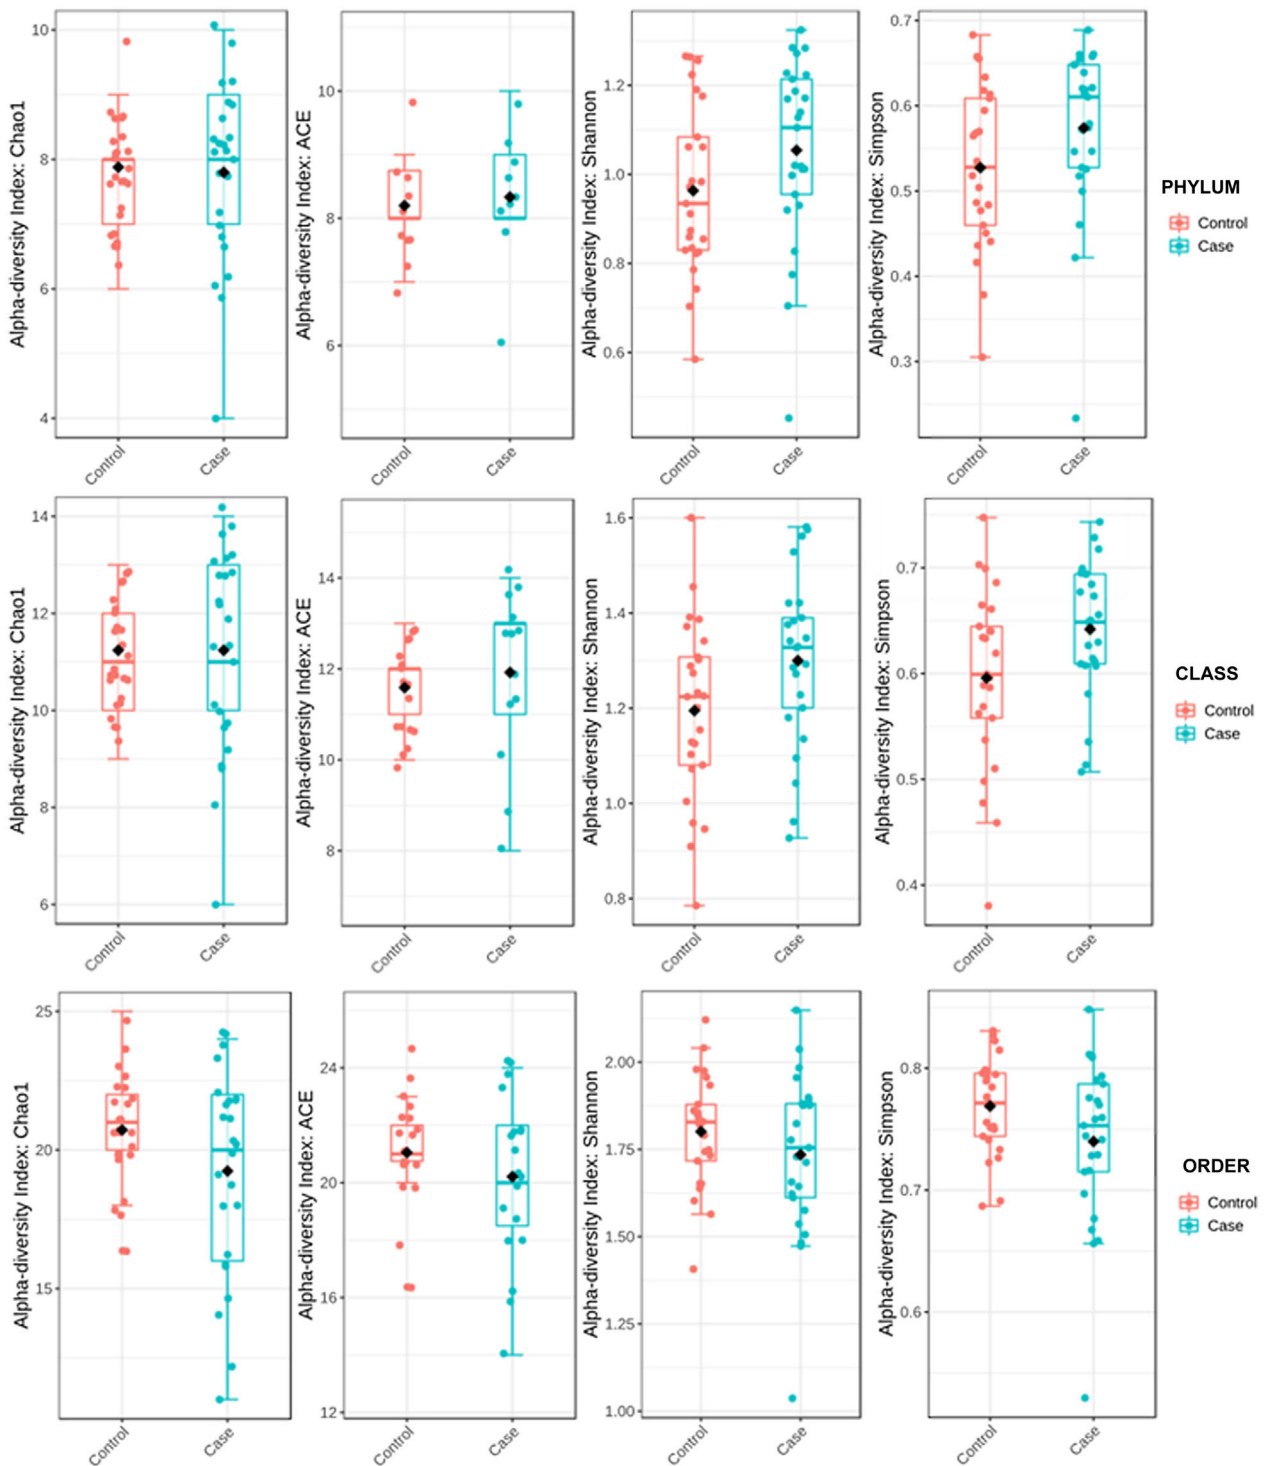 Alpha-diversity Index: Chao1
10
8
6
4
Control
Case
Alpha-diversity Index: ACE
10
8
6
Control
Case
Alpha-diversity Index: Shannon
1.2
1.0
0.8
0.6
Control
Case
Alpha-diversity Index: Simpson
0.7
0.6
0.5
0.4
0.3
Control
Case
PHYLUM
Control
Case
Alpha-diversity Index: Chao1
14
12
10
8
6
Control
Case
Alpha-diversity Index: ACE
14
12
10
8
Control
Case
Alpha-diversity Index: Shannon
1.6
1.4
1.2
1.0
0.8
Control
Case
Alpha-diversity Index: Simpson
0.7
0.6
0.5
0.4
Control
Case
CLASS
Control
Case
Alpha-diversity Index: Chao1
25
20
15
Control
Case
Alpha-diversity Index: ACE
24
20
16
12
Control
Case
Alpha-diversity Index: Shannon
2.00
1.75
1.50
1.25
1.00
Control
Case
Alpha-diversity Index: Simpson
0.8
0.7
0.6
Control
Case
ORDER
Control
Case